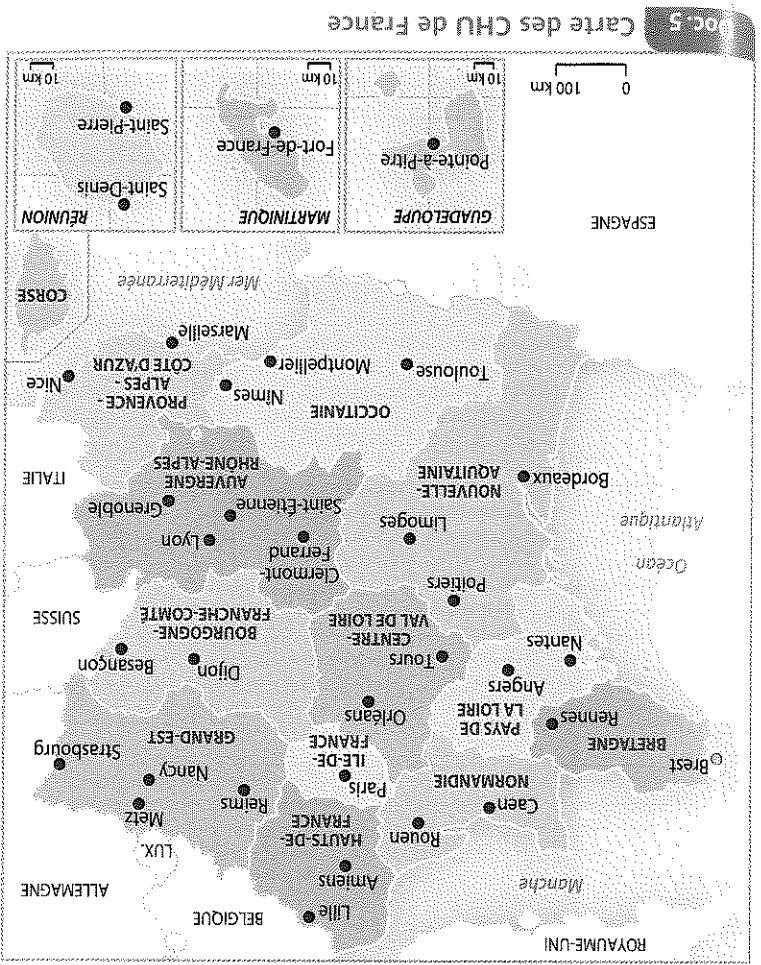 ROYAUME-UNI
Manche
BELGIQUE
ALLEMAGNE
LUX.
Lille
Amiens
HAUTS-DE-
FRANCE
Rouen
Caen
NORMANDIE
Metz
Reims
Nancy
Strasbourg
GRAND-EST
Paris
ILE-DE-
FRANCE
Brest
BRETAGNE
Rennes
PAYS DE
LA LOIRE
Angers
Nantes
Orléans
Tours
CENTRE-
VAL DE LOIRE
Dijon
Besançon
BOURGOGNE-
FRANCHE-COMTÉ
SUISSE
Poitiers
Limoges
Océan
Atlantique
Clermont-
Ferrand
Lyon
Saint-Étienne
Grenoble
AUVERGNE
RHÔNE-ALPES
ITALIE
Bordeaux
NOUVELLE-
AQUITAINE
OCCITANIE
Nîmes
Toulouse
Montpellier
PROVENCE-
ALPES-
CÔTE D'AZUR
Nice
Marseille
Mer Méditerranée
CORSE
ESPAGNE
GUADELOUPE
Pointe-à-Pitre
10 km
MARTINIQUE
Fort-de-France
10 km
RÉUNION
Saint-Denis
Saint-Pierre
10 km
0 100 km
Doc. 5 Carte des CHU de France